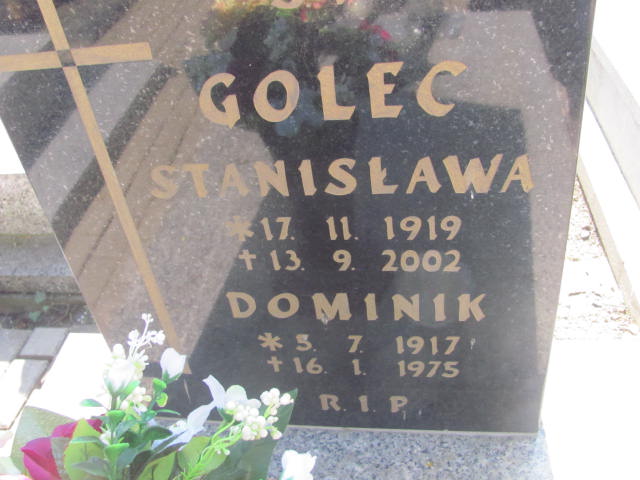 GOLEC
STANISŁAWA
* 17. 11. 1919
† 13. 9. 2002
DOMINIK
* 5. 7. 1917
† 16. 1. 1975
R.I.P